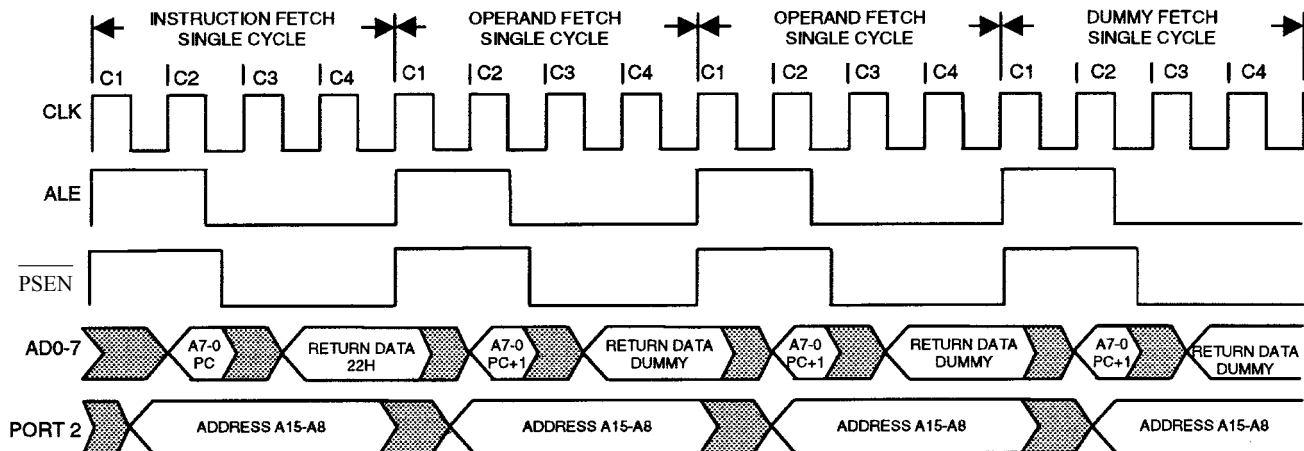 INSTRUCTION FETCH SINGLE CYCLE
OPERAND FETCH SINGLE CYCLE
OPERAND FETCH SINGLE CYCLE
DUMMY FETCH SINGLE CYCLE
C1 C2 C3 C4 C1 C2 C3 C4 C1 C2 C3 C4 C1 C2 C3 C4
CLK
ALE
PSEN
AD0-7
A7-0 PC
RETURN DATA 22H
A7-0 PC+1
RETURN DATA DUMMY
A7-0 PC+1
RETURN DATA DUMMY
A7-0 PC+1
RETURN DATA DUMMY
PORT 2
ADDRESS A15-A8
ADDRESS A15-A8
ADDRESS A15-A8
ADDRESS A15-A8